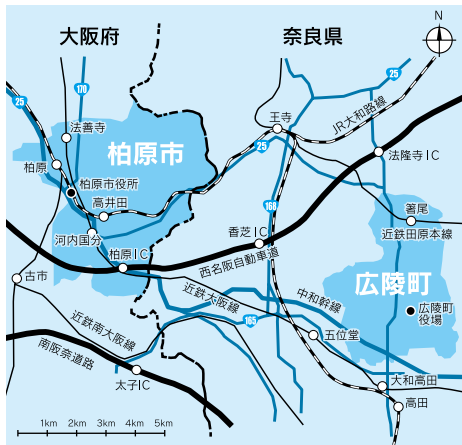 大阪府
奈良県
N
25
170
25
法善寺
王寺
JR大和路線
柏原市
25
法隆寺IC
柏原
柏原市役所
高井田
168
箸尾
近鉄田原本線
河内国分
香芝IC
柏原IC
西名阪自動車道
古市
近鉄大阪線
中和幹線
広陵町
広陵町
役場
近鉄南大阪線
165
五位堂
南阪奈道路
太子IC
大和高田
高田
1km 2km 3km 4km 5km